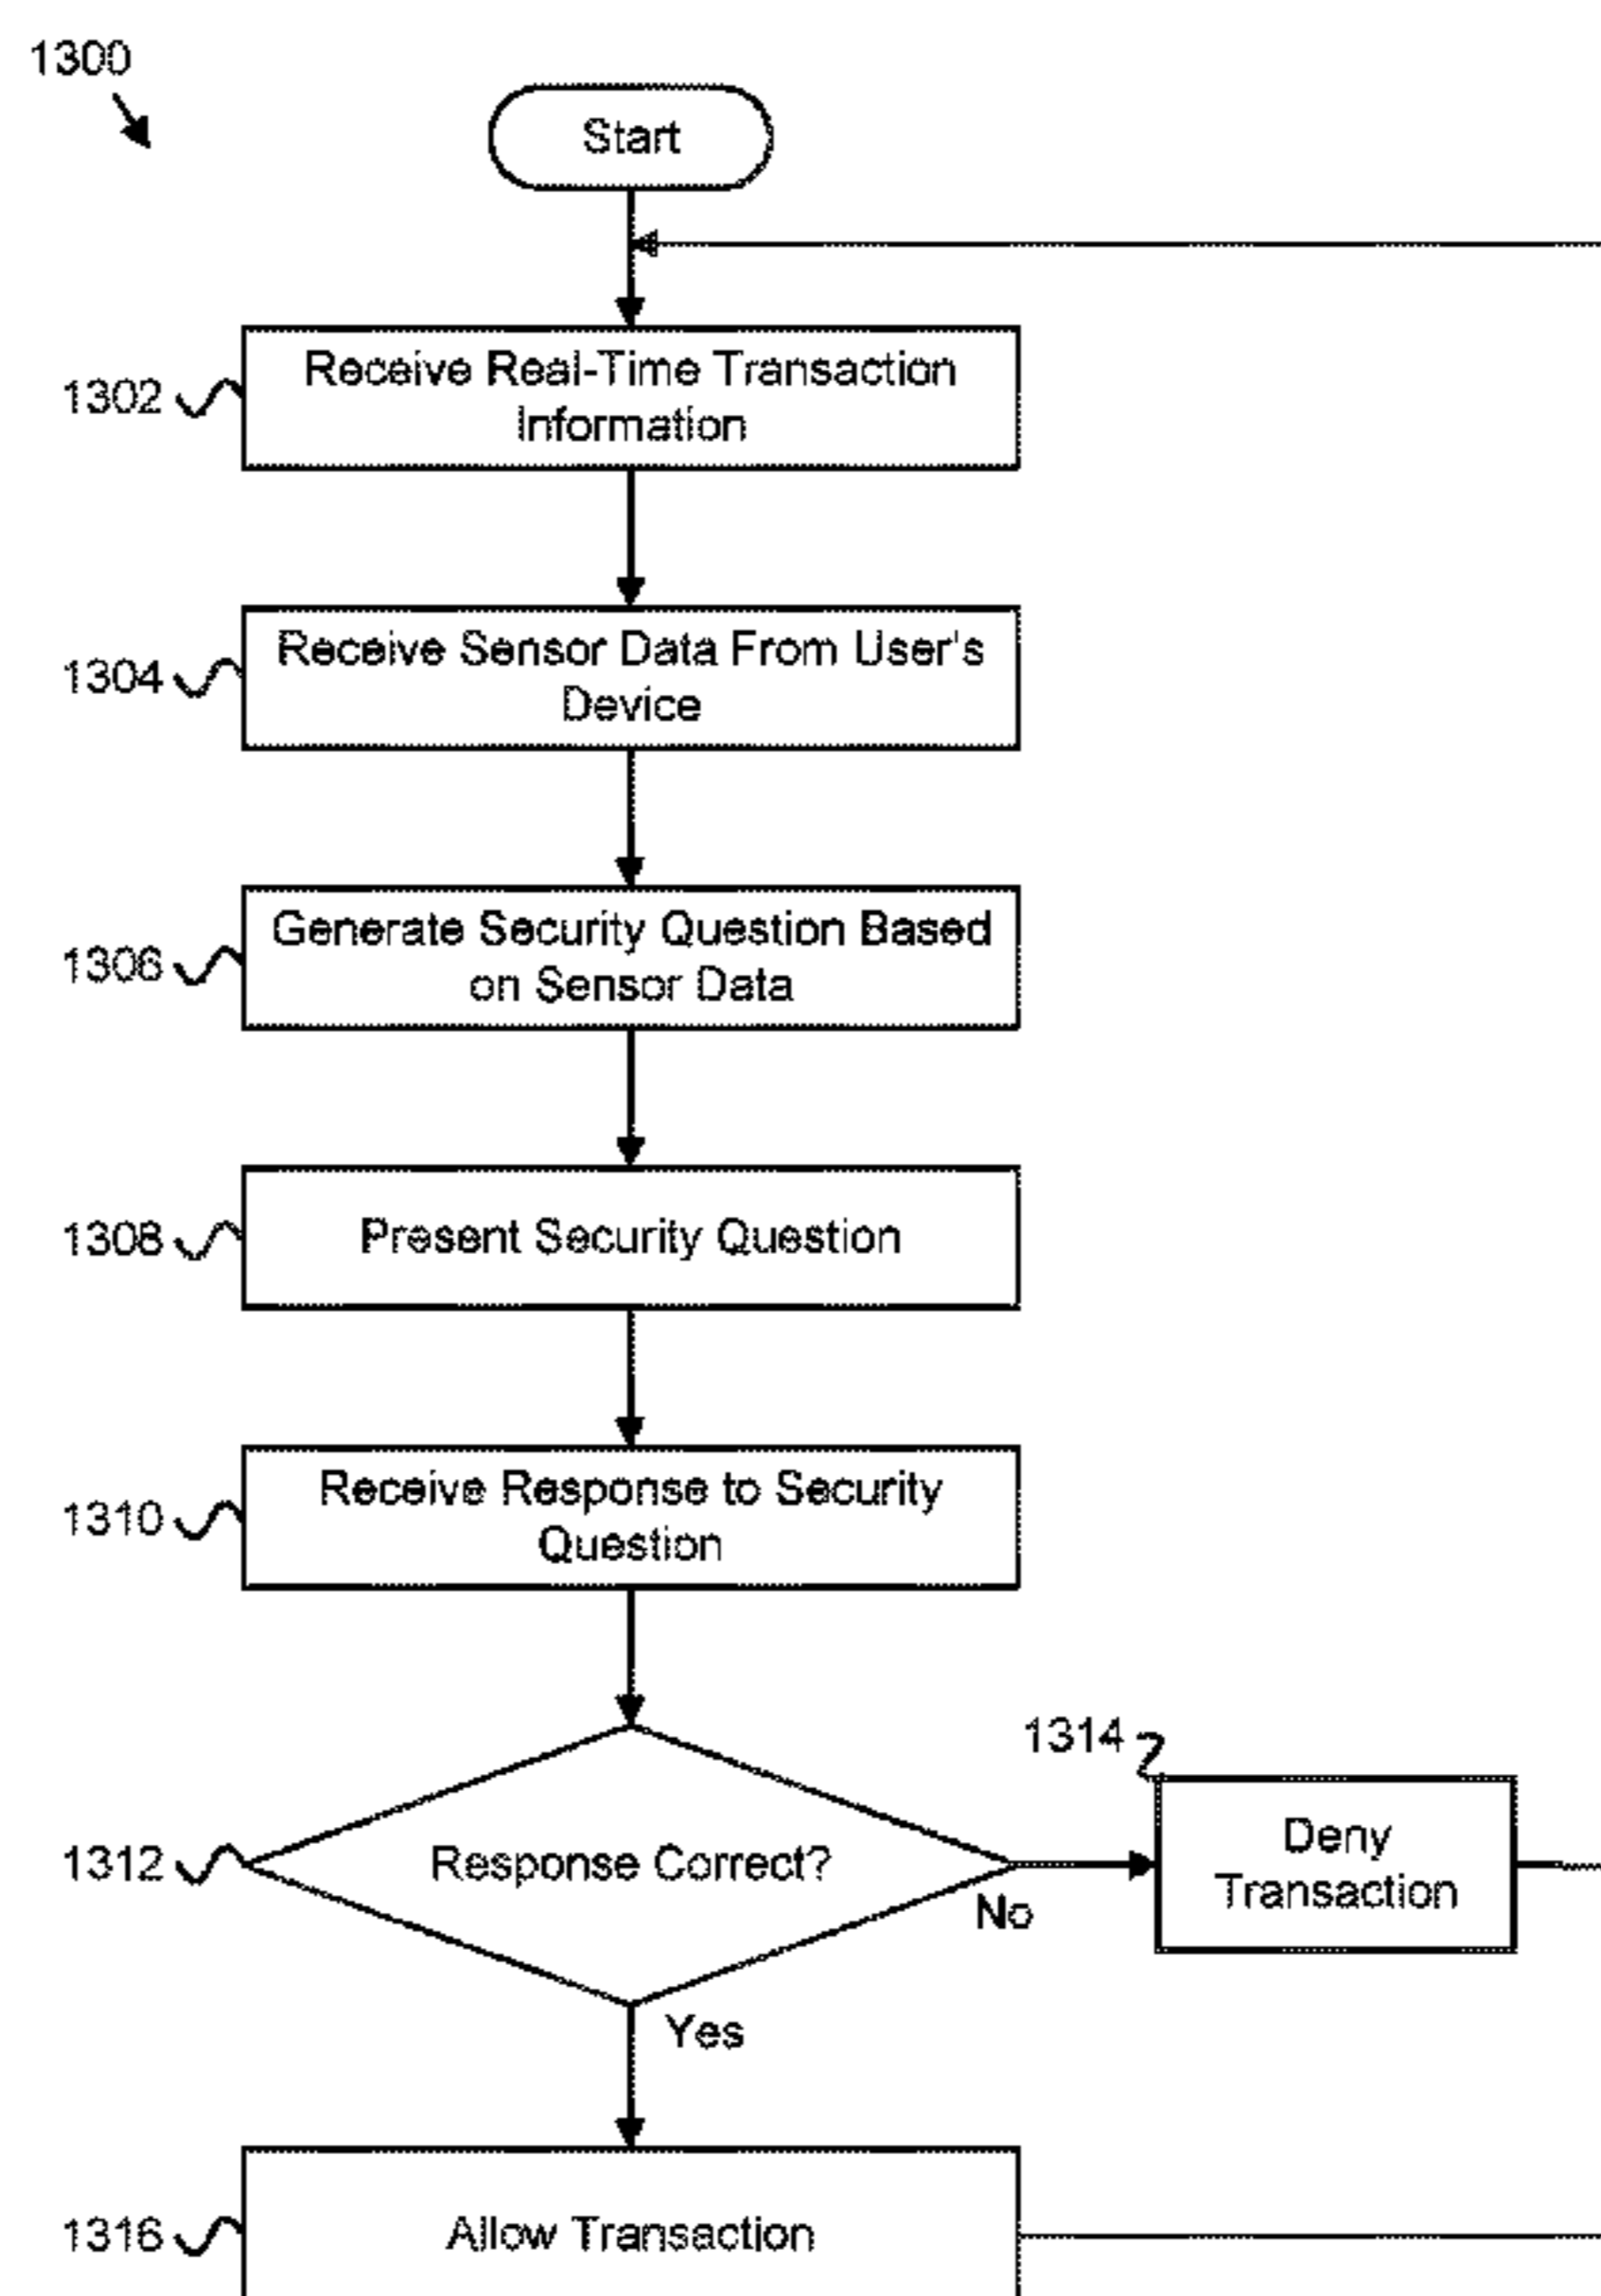 1300
Start
1302
Receive Real-Time Transaction
Information
1304
Receive Sensor Data From User's
Device
1306
Generate Security Question Based
on Sensor Data
1308
Present Security Question
1310
Receive Response to Security
Question
1314
1312
Response Correct?
Deny
Transaction
No
Yes
1316
Allow Transaction